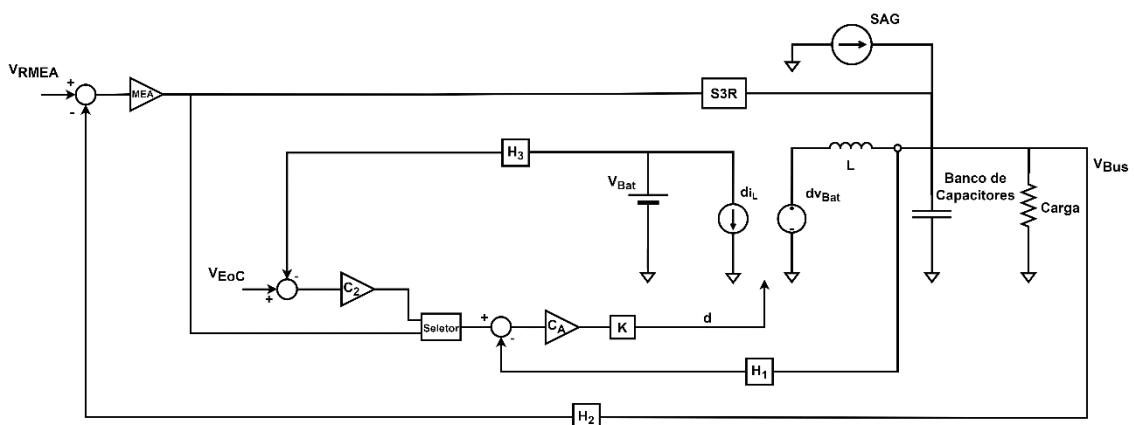 SAG
VRMEA
+
-
MEA
S3R
H3
VBat
diL
dvBat
+
-
L
VBus
Banco de
Capacitores
Carga
VEoC
-
+
C2
Seletor
+
-
CA
K
d
H1
H2